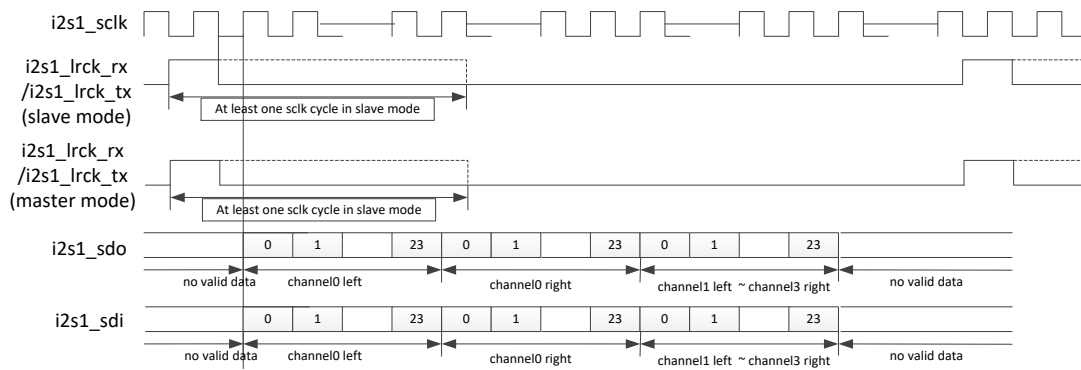 i2s1_sclk
i2s1_lrck_rx
/i2s1_lrck_tx
(slave mode)
At least one sclk cycle in slave mode
i2s1_lrck_rx
/i2s1_lrck_tx
(master mode)
At least one sclk cycle in slave mode
i2s1_sdo
0 1 23 0 1 23 0 1 23
no valid data channel0 left channel0 right channel1 left ~ channel3 right no valid data
i2s1_sdi
0 1 23 0 1 23 0 1 23
no valid data channel0 left channel0 right channel1 left ~ channel3 right no valid data